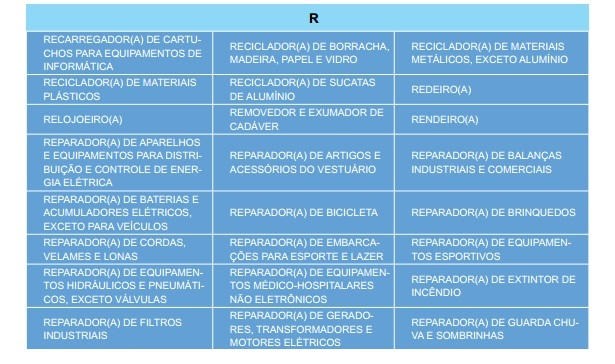 R
RECARREGADOR(A) DE CARTU-
CHOS PARA EQUIPAMENTOS DE
INFORMÁTICA
RECICLADOR(A) DE BORRACHA,
MADEIRA, PAPEL E VIDRO
RECICLADOR(A) DE MATERIAIS
METÁLICOS, EXCETO ALUMÍNIO
RECICLADOR(A) DE MATERIAIS
PLÁSTICOS
RECICLADOR(A) DE SUCATAS
DE ALUMÍNIO
REDEIRO(A)
RELOJOEIRO(A)
REMOVEDOR E EXUMADOR DE
CADÁVER
RENDEIRO(A)
REPARADOR(A) DE APARELHOS
E EQUIPAMENTOS PARA DISTRI-
BUIÇÃO E CONTROLE DE ENER-
GIA ELÉTRICA
REPARADOR(A) DE ARTIGOS E
ACESSÓRIOS DO VESTUÁRIO
REPARADOR(A) DE BALANÇAS
INDUSTRIAIS E COMERCIAIS
REPARADOR(A) DE BATERIAS E
ACUMULADORES ELÉTRICOS,
EXCETO PARA VEÍCULOS
REPARADOR(A) DE BICICLETA
REPARADOR(A) DE BRINQUEDOS
REPARADOR(A) DE CORDAS,
VELAMES E LONAS
REPARADOR(A) DE EMBARCA-
ÇÕES PARA ESPORTE E LAZER
REPARADOR(A) DE EQUIPAMEN-
TOS ESPORTIVOS
REPARADOR(A) DE EQUIPAMEN-
TOS HIDRÁULICOS E PNEUMÁTI-
COS, EXCETO VÁLVULAS
REPARADOR(A) DE EQUIPAMEN-
TOS MÉDICO-HOSPITALARES
NÃO ELETRÔNICOS
REPARADOR(A) DE EXTINTOR DE
INCÊNDIO
REPARADOR(A) DE FILTROS
INDUSTRIAIS
REPARADOR(A) DE GERADO-
RES, TRANSFORMADORES E
MOTORES ELÉTRICOS
REPARADOR(A) DE GUARDA CHU-
VA E SOMBRINHAS